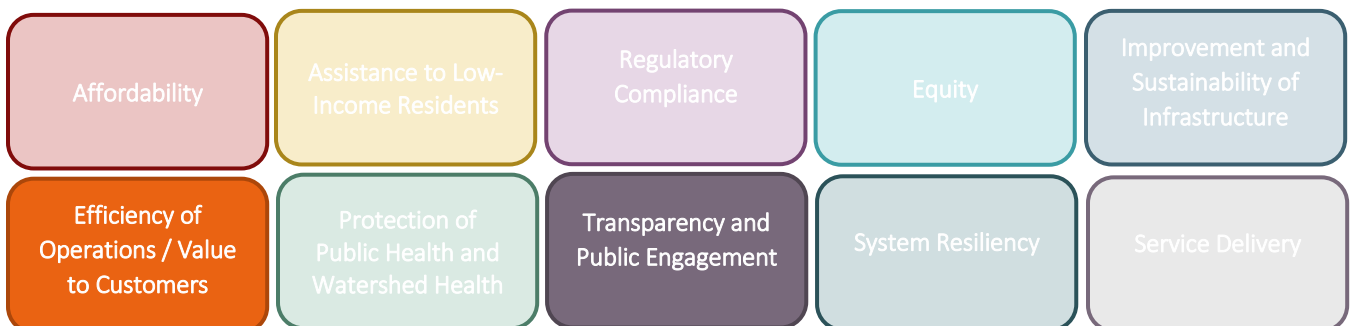 Affordability
Assistance to Low-
Income Residents
Regulatory
Compliance
Equity
Improvement and
Sustainability of
Infrastructure
Efficiency of
Operations / Value
to Customers
Protection of
Public Health and
Watershed Health
Transparency and
Public Engagement
System Resiliency
Service Delivery